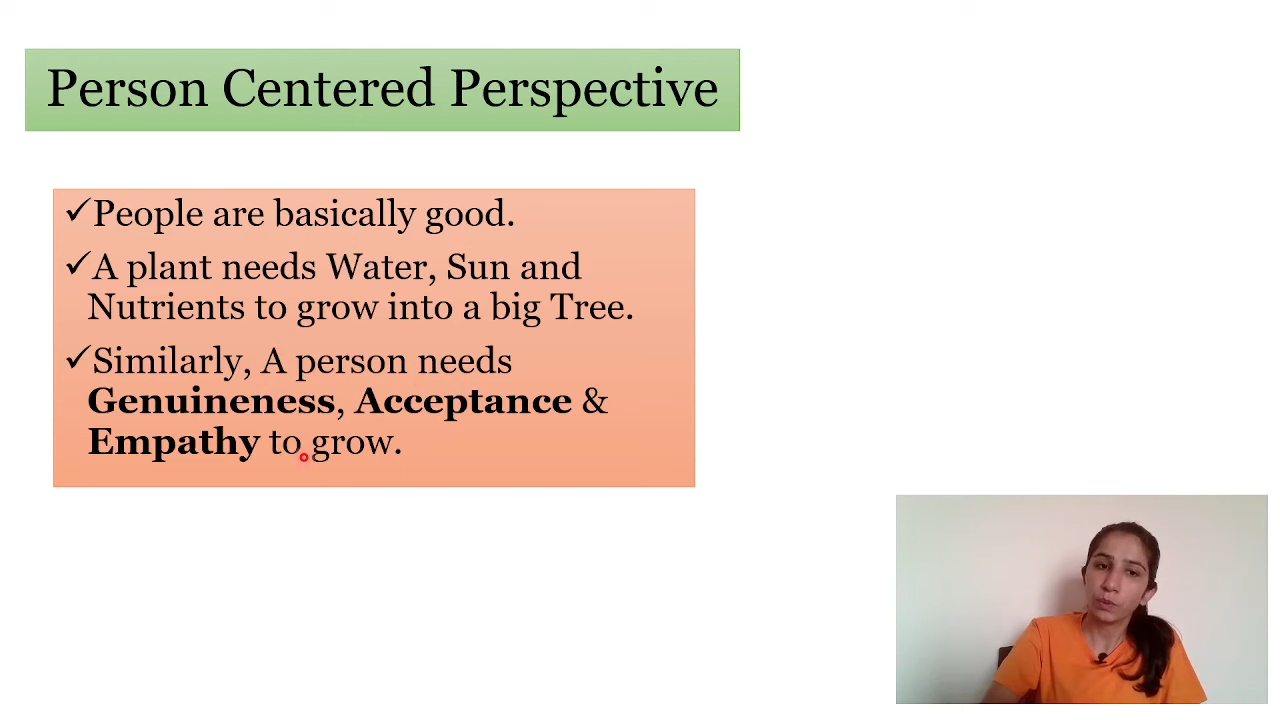 Person Centered Perspective
✓People are basically good.
✓A plant needs Water, Sun and
Nutrients to grow into a big Tree.
✓Similarly, A person needs
Genuineness, Acceptance &
Empathy to grow.